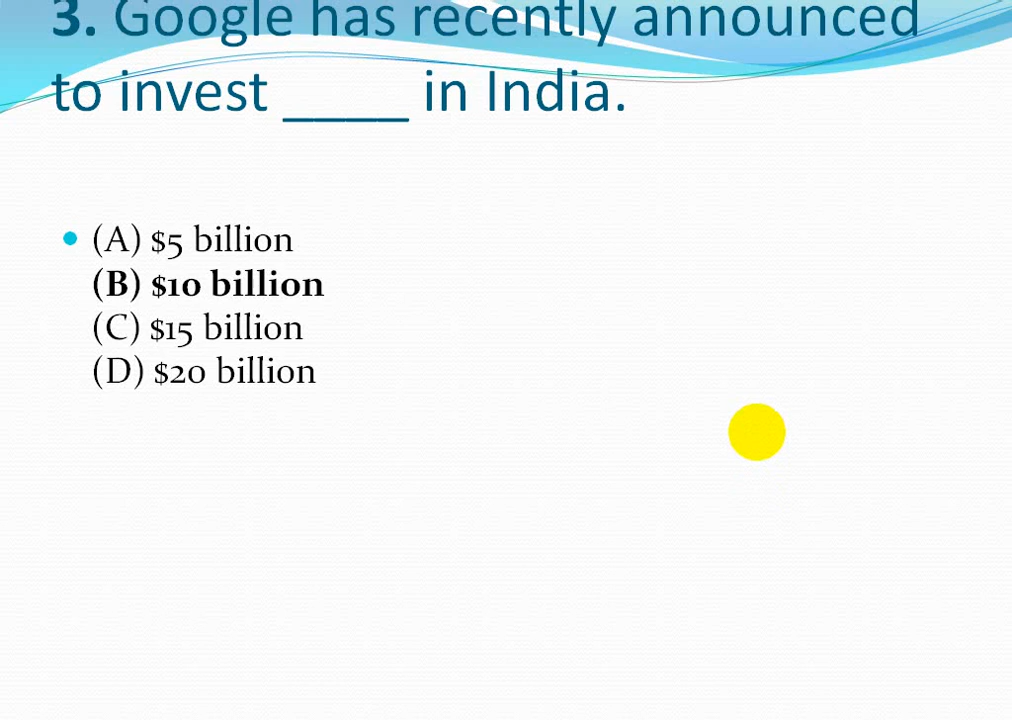 3. Google has recently announced
to invest ____ in India.
(A) $5 billion
(B) $10 billion
(C) $15 billion
(D) $20 billion